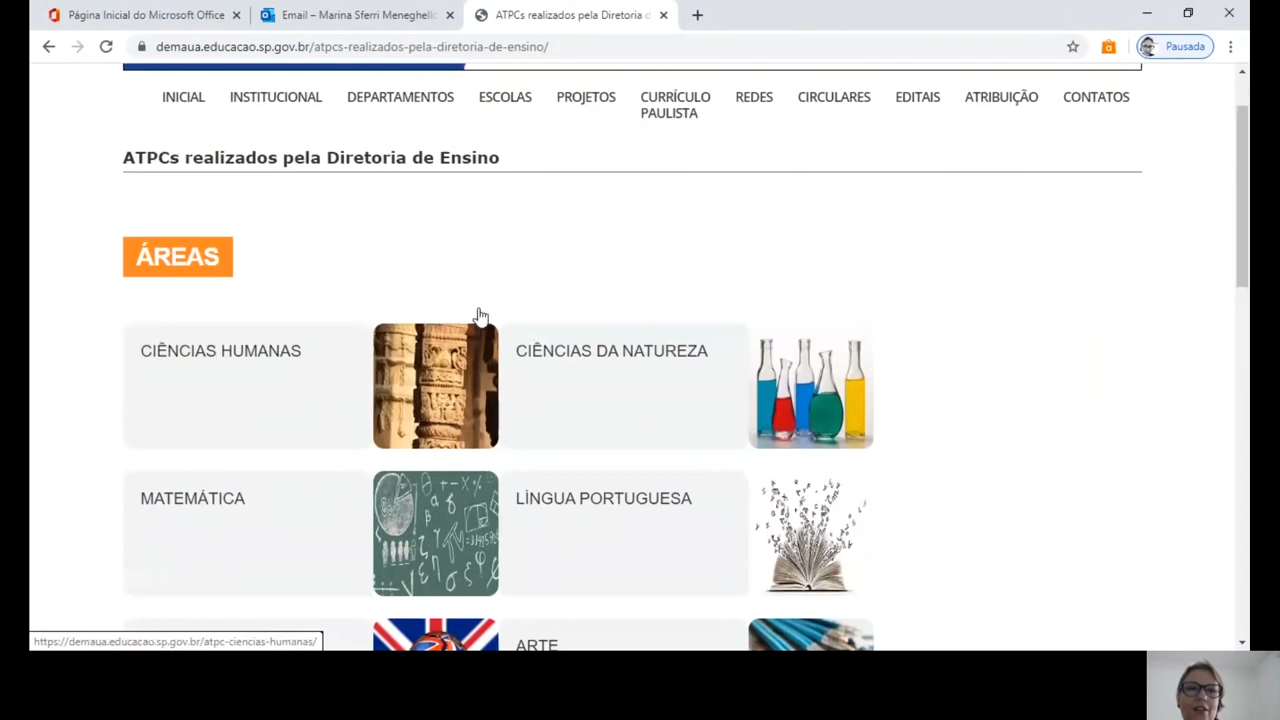 Página Inicial do Microsoft Office
Email – Marina Sferri Meneghello
ATPCs realizados pela Diretoria d
demaua.educacao.sp.gov.br/atpcs-realizados-pela-diretoria-de-ensino/
Pausada
INICIAL INSTITUCIONAL DEPARTAMENTOS ESCOLAS PROJETOS CURRÍCULO REDES CIRCULARES EDITAIS ATRIBUIÇÃO CONTATOS
PAULISTA
ATPCs realizados pela Diretoria de Ensino
ÁREAS
CIÊNCIAS HUMANAS
CIÊNCIAS DA NATUREZA
MATEMÁTICA
LÌNGUA PORTUGUESA
ARTE
https://demaua.educacao.sp.gov.br/atpc-ciencias-humanas/